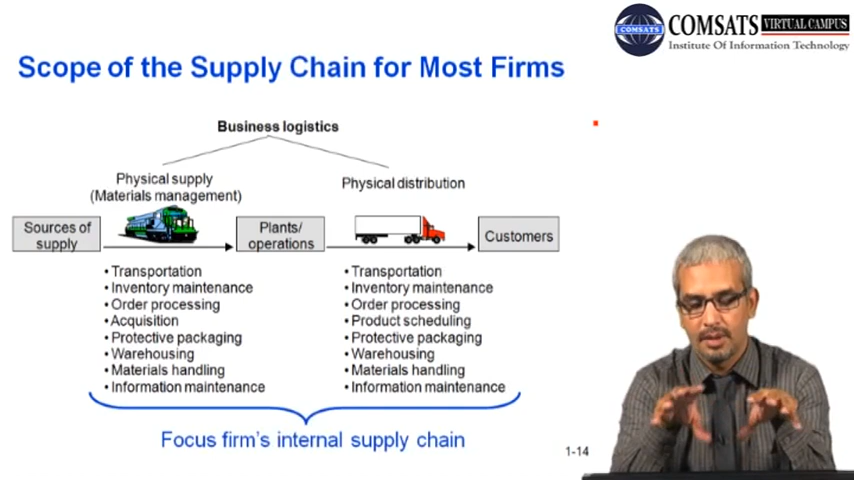 COMSATS VIRTUAL CAMPUS
COMSATS
Institute Of Information Technology
Scope of the Supply Chain for Most Firms
Business logistics
Physical supply
(Materials management)
Physical distribution
Sources of
supply
Plants/
operations
Customers
• Transportation
• Inventory maintenance
• Order processing
• Acquisition
• Protective packaging
• Warehousing
• Materials handling
• Information maintenance
• Transportation
• Inventory maintenance
• Order processing
• Product scheduling
• Protective packaging
• Warehousing
• Materials handling
• Information maintenance
Focus firm's internal supply chain
1-14